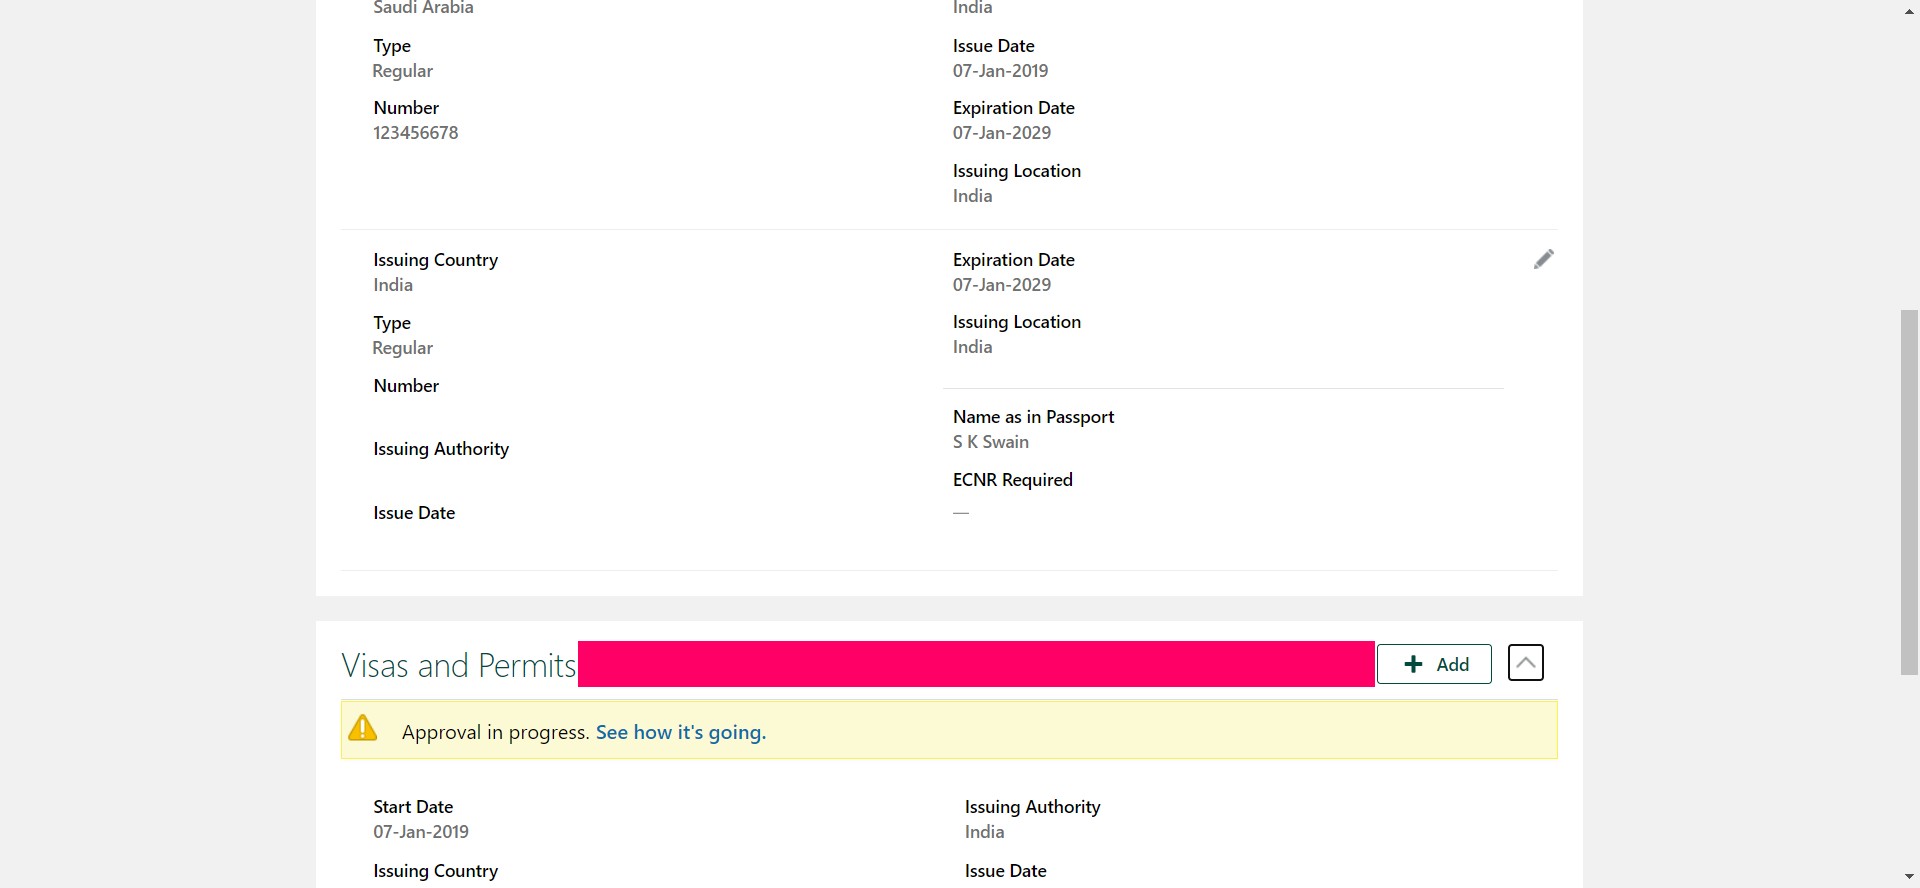 Saudi Arabia
Type
Regular
Number
123456678
India
Issue Date
07-Jan-2019
Expiration Date
07-Jan-2029
Issuing Location
India
Issuing Country
India
Type
Regular
Number
Issuing Authority
Issue Date
Expiration Date
07-Jan-2029
Issuing Location
India
Name as in Passport
S K Swain
ECNR Required
—
Visas and Permits
Add
Approval in progress. See how it's going.
Start Date
07-Jan-2019
Issuing Country
Issuing Authority
India
Issue Date